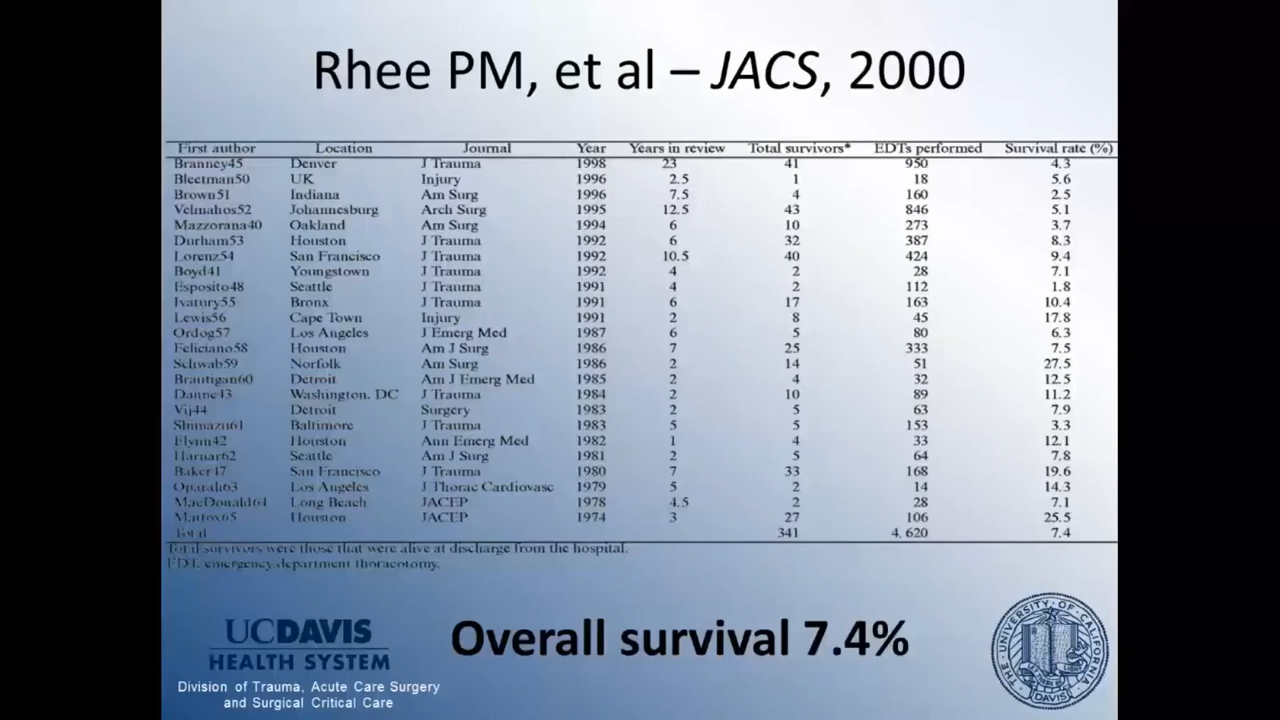 Rhee PM, et al – JACS, 2000
First author Location Journal Year Years in review Total survivors* EDTs performed Survival rate (%)
Branney45 Denver J Trauma 1998 23 41 950 4.3
Bleetman50 UK Injury 1996 2.5 1 18 5.6
Brown51 Indiana Am Surg 1996 7.5 4 160 2.5
Velmahos52 Johannesburg Arch Surg 1995 12.5 43 846 5.1
Mazzorana40 Oakland Am Surg 1994 6 10 273 3.7
Durham53 Houston J Trauma 1992 6 32 387 8.3
Lorenz54 San Francisco J Trauma 1992 10.5 40 424 9.4
Boyd41 Youngstown J Trauma 1992 4 2 28 7.1
Esposito48 Seattle J Trauma 1991 4 2 112 1.8
Ivatury55 Bronx J Trauma 1991 6 17 163 10.4
Lewis56 Cape Town Injury 1991 2 8 45 17.8
Ordog57 Los Angeles J Emerg Med 1987 6 5 80 6.3
Feliciano58 Houston Am J Surg 1986 7 25 333 7.5
Schwab59 Norfolk Am Surg 1986 2 14 51 27.5
Brautigan60 Detroit Am J Emerg Med 1985 2 4 32 12.5
Danne43 Washington, DC J Trauma 1984 2 10 89 11.2
Vij44 Detroit Surgery 1983 2 5 63 7.9
Shimazu61 Baltimore J Trauma 1983 5 5 153 3.3
Flynn42 Houston Ann Emerg Med 1982 1 4 33 12.1
Harnar62 Seattle Am J Surg 1981 2 5 64 7.8
Baker47 San Francisco J Trauma 1980 7 33 168 19.6
Oparah63 Los Angeles J Thorac Cardiovasc 1979 5 2 14 14.3
MacDonald64 Long Beach JACEP 1978 4.5 2 28 7.1
Mattox65 Houston JACEP 1974 3 27 106 25.5
Total 341 4, 620 7.4
Total survivors were those that were alive at discharge from the hospital.
EDT, emergency department thoracotomy.
Overall survival 7.4%
UCDAVIS
HEALTH SYSTEM
Division of Trauma, Acute Care Surgery
and Surgical Critical Care
THE UNIVERSITY OF CALIFORNIA
DAVIS